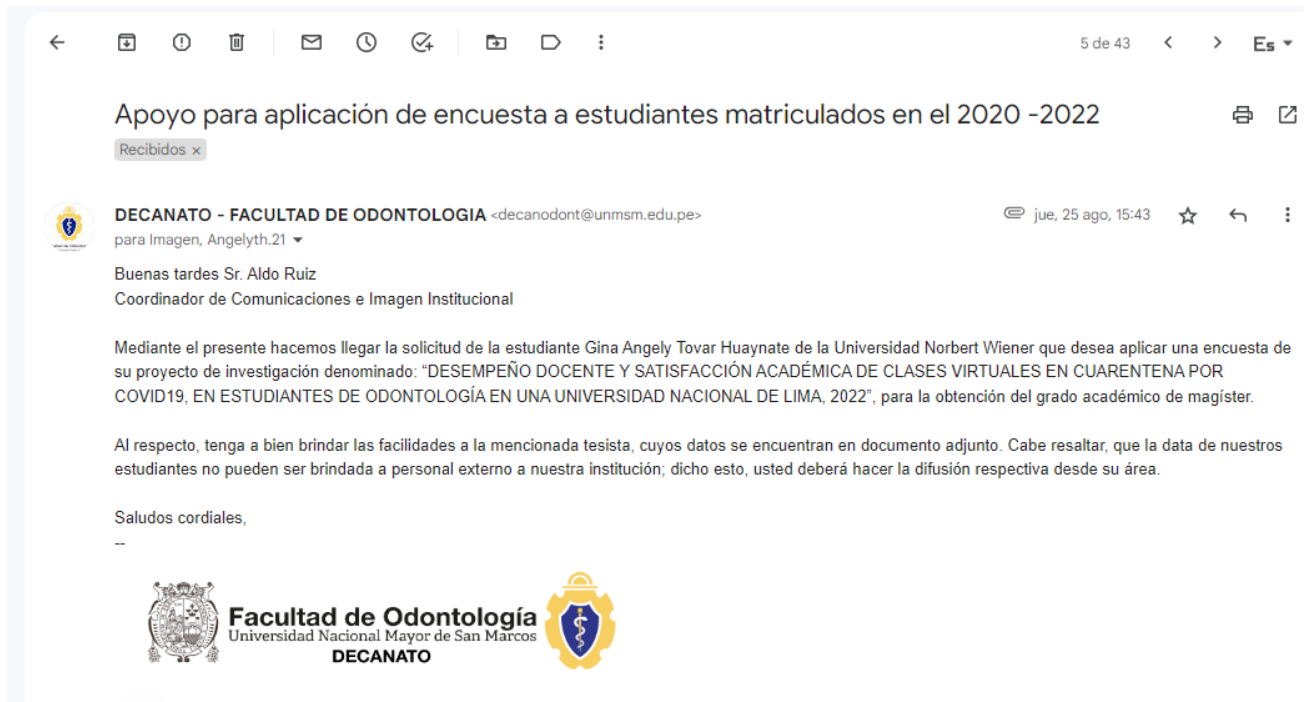 5 de 43
Es
Apoyo para aplicación de encuesta a estudiantes matriculados en el 2020 -2022
Recibidos ×
DECANATO - FACULTAD DE ODONTOLOGIA <decanodont@unmsm.edu.pe>
jue, 25 ago, 15:43
para Imagen, Angelyth.21
Buenas tardes Sr. Aldo Ruiz
Coordinador de Comunicaciones e Imagen Institucional
Mediante el presente hacemos llegar la solicitud de la estudiante Gina Angely Tovar Huaynate de la Universidad Norbert Wiener que desea aplicar una encuesta de
su proyecto de investigación denominado: “DESEMPEÑO DOCENTE Y SATISFACCIÓN ACADÉMICA DE CLASES VIRTUALES EN CUARENTENA POR
COVID19, EN ESTUDIANTES DE ODONTOLOGÍA EN UNA UNIVERSIDAD NACIONAL DE LIMA, 2022”, para la obtención del grado académico de magíster.
Al respecto, tenga a bien brindar las facilidades a la mencionada tesista, cuyos datos se encuentran en documento adjunto. Cabe resaltar, que la data de nuestros
estudiantes no pueden ser brindada a personal externo a nuestra institución; dicho esto, usted deberá hacer la difusión respectiva desde su área.
Saludos cordiales,
--
Facultad de Odontología
Universidad Nacional Mayor de San Marcos
DECANATO